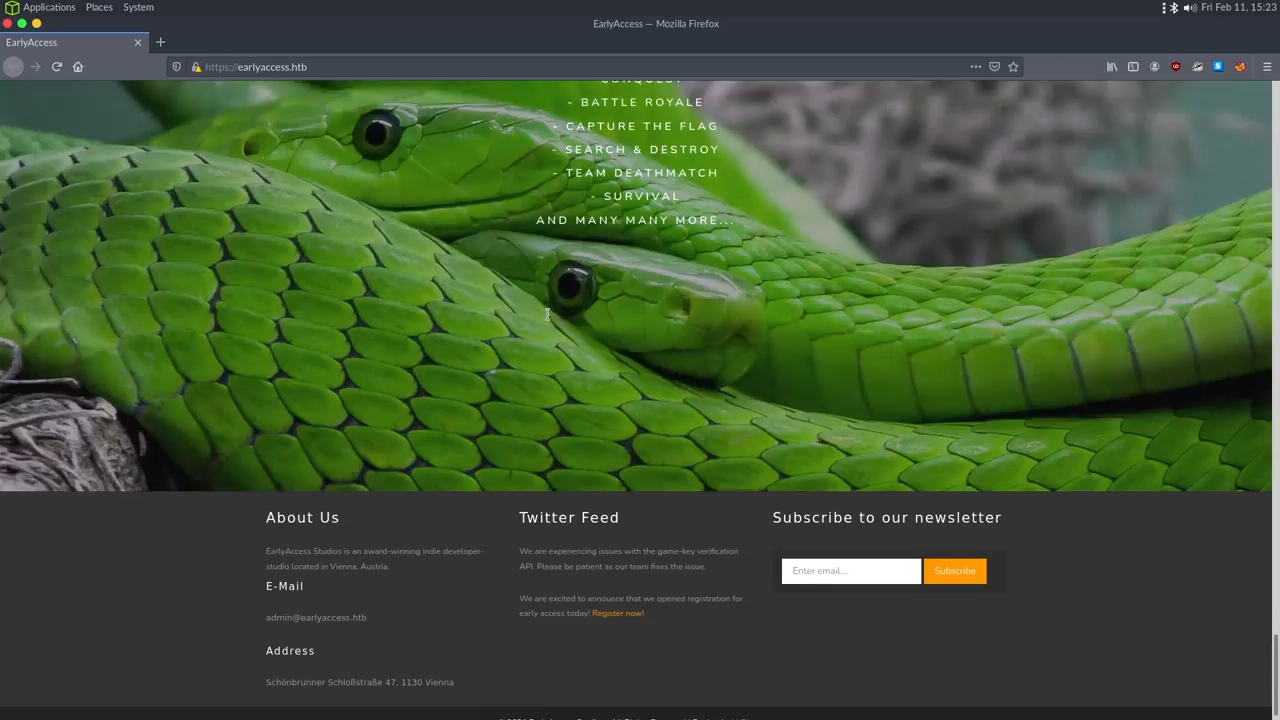 Applications Places System
Fri Feb 11, 15:23
EarlyAccess — Mozilla Firefox
EarlyAccess
https://earlyaccess.htb
- BATTLE ROYALE
- CAPTURE THE FLAG
- SEARCH & DESTROY
- TEAM DEATHMATCH
- SURVIVAL
AND MANY MANY MORE...
About Us
EarlyAccess Studios is an award-winning indie developer-
studio located in Vienna, Austria.
E-Mail
admin@earlyaccess.htb
Address
Schönbrunner Schloßstraße 47, 1130 Vienna
Twitter Feed
We are experiencing issues with the game-key verification
API. Please be patient as our team fixes the issue.
We are excited to announce that we opened registration for
early access today! Register now!
Subscribe to our newsletter
Enter email....
Subscribe